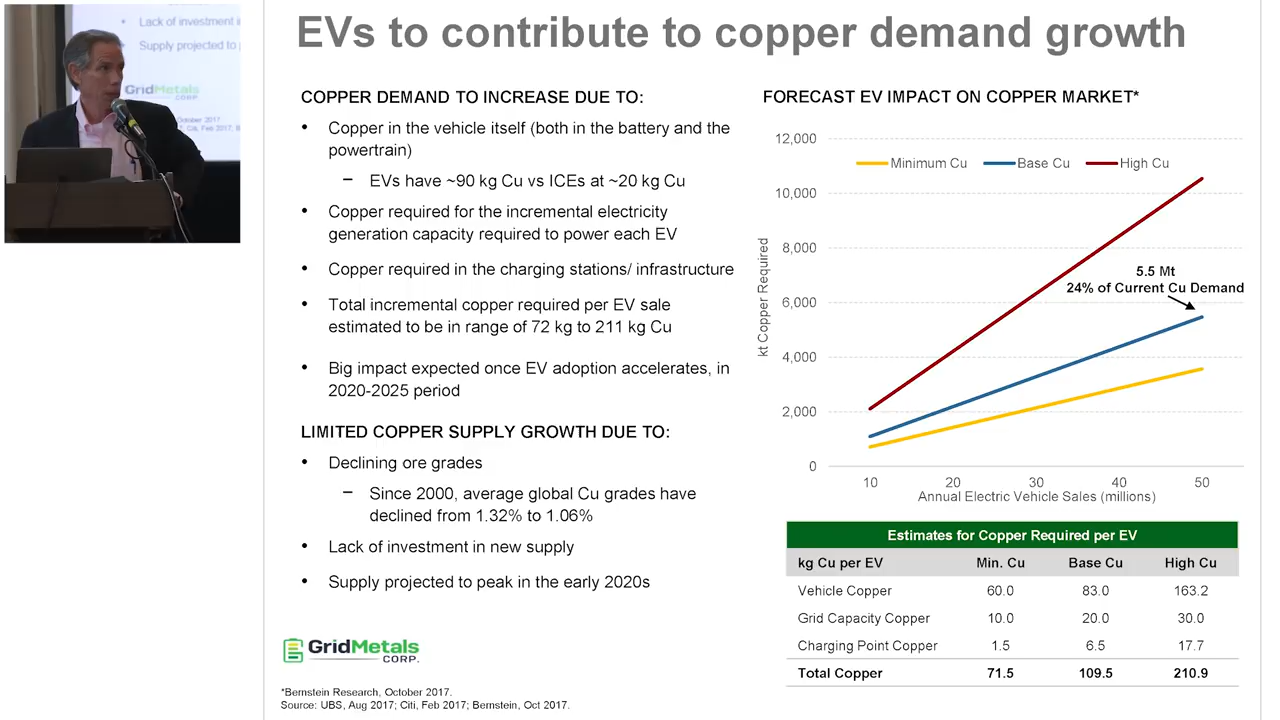 Lack of investment i
Supply projected to p
GridMetals
CORP.
EVs to contribute to copper demand growth
COPPER DEMAND TO INCREASE DUE TO:
• Copper in the vehicle itself (both in the battery and the
powertrain)
− EVs have ~90 kg Cu vs ICEs at ~20 kg Cu
• Copper required for the incremental electricity
generation capacity required to power each EV
• Copper required in the charging stations/ infrastructure
• Total incremental copper required per EV sale
estimated to be in range of 72 kg to 211 kg Cu
• Big impact expected once EV adoption accelerates, in
2020-2025 period
LIMITED COPPER SUPPLY GROWTH DUE TO:
• Declining ore grades
− Since 2000, average global Cu grades have
declined from 1.32% to 1.06%
• Lack of investment in new supply
• Supply projected to peak in the early 2020s
GridMetals
CORP.
*Bernstein Research, October 2017.
Source: UBS, Aug 2017; Citi, Feb 2017; Bernstein, Oct 2017.
FORECAST EV IMPACT ON COPPER MARKET*
12,000
Minimum Cu Base Cu High Cu
10,000
8,000
5.5 Mt
24% of Current Cu Demand
6,000
kt Copper Required
4,000
2,000
0
10 20 30 40 50
Annual Electric Vehicle Sales (millions)
Estimates for Copper Required per EV
kg Cu per EV Min. Cu Base Cu High Cu
Vehicle Copper 60.0 83.0 163.2
Grid Capacity Copper 10.0 20.0 30.0
Charging Point Copper 1.5 6.5 17.7
Total Copper 71.5 109.5 210.9